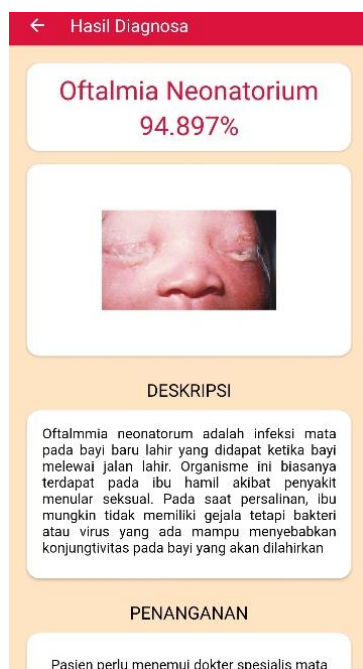 Hasil Diagnosa
Oftalmia Neonatorium
94.897%
DESKRIPSI
Oftalmmia neonatorum adalah infeksi mata
pada bayi baru lahir yang didapat ketika bayi
melewai jalan lahir. Organisme ini biasanya
terdapat pada ibu hamil akibat penyakit
menular seksual. Pada saat persalinan, ibu
mungkin tidak memiliki gejala tetapi bakteri
atau virus yang ada mampu menyebabkan
konjungtivitas pada bayi yang akan dilahirkan
PENANGANAN
Pasien perlu menemui dokter spesialis mata